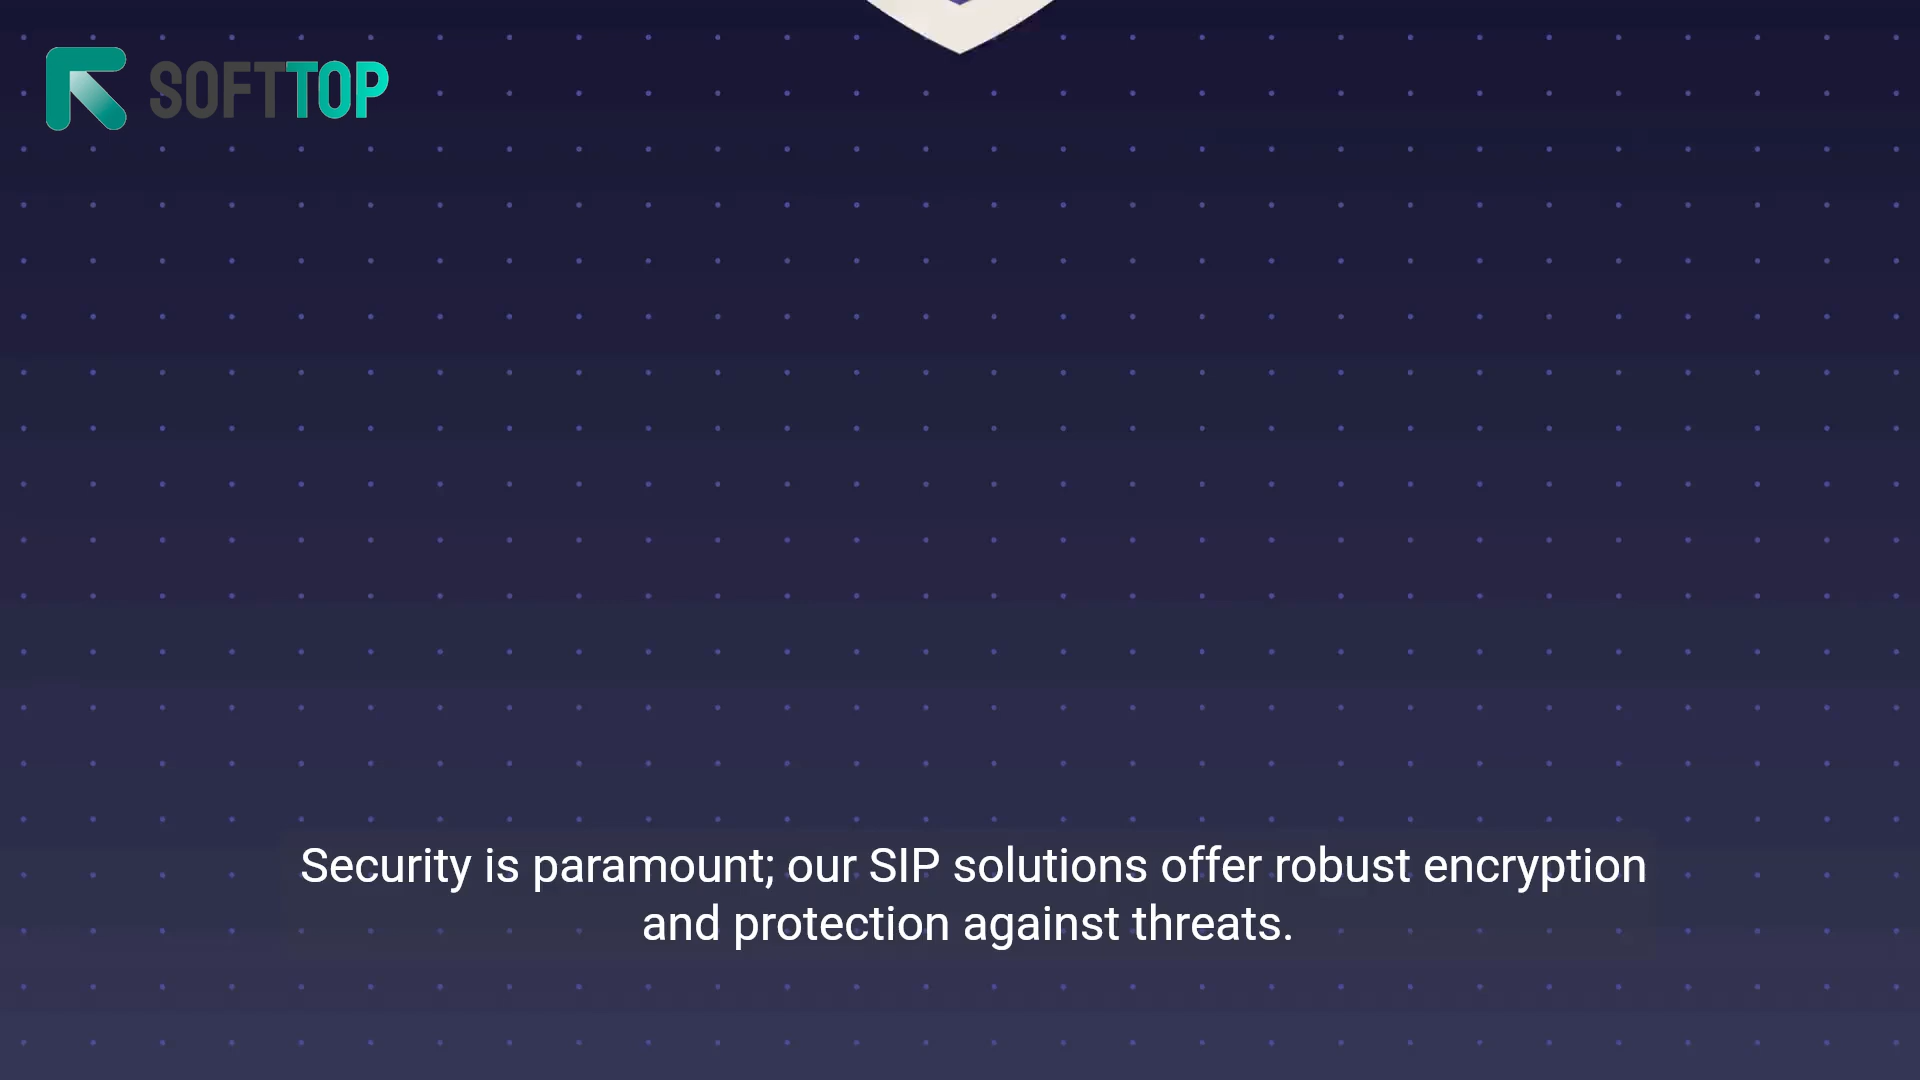 SOFTTOP
Security is paramount; our SIP solutions offer robust encryption
and protection against threats.